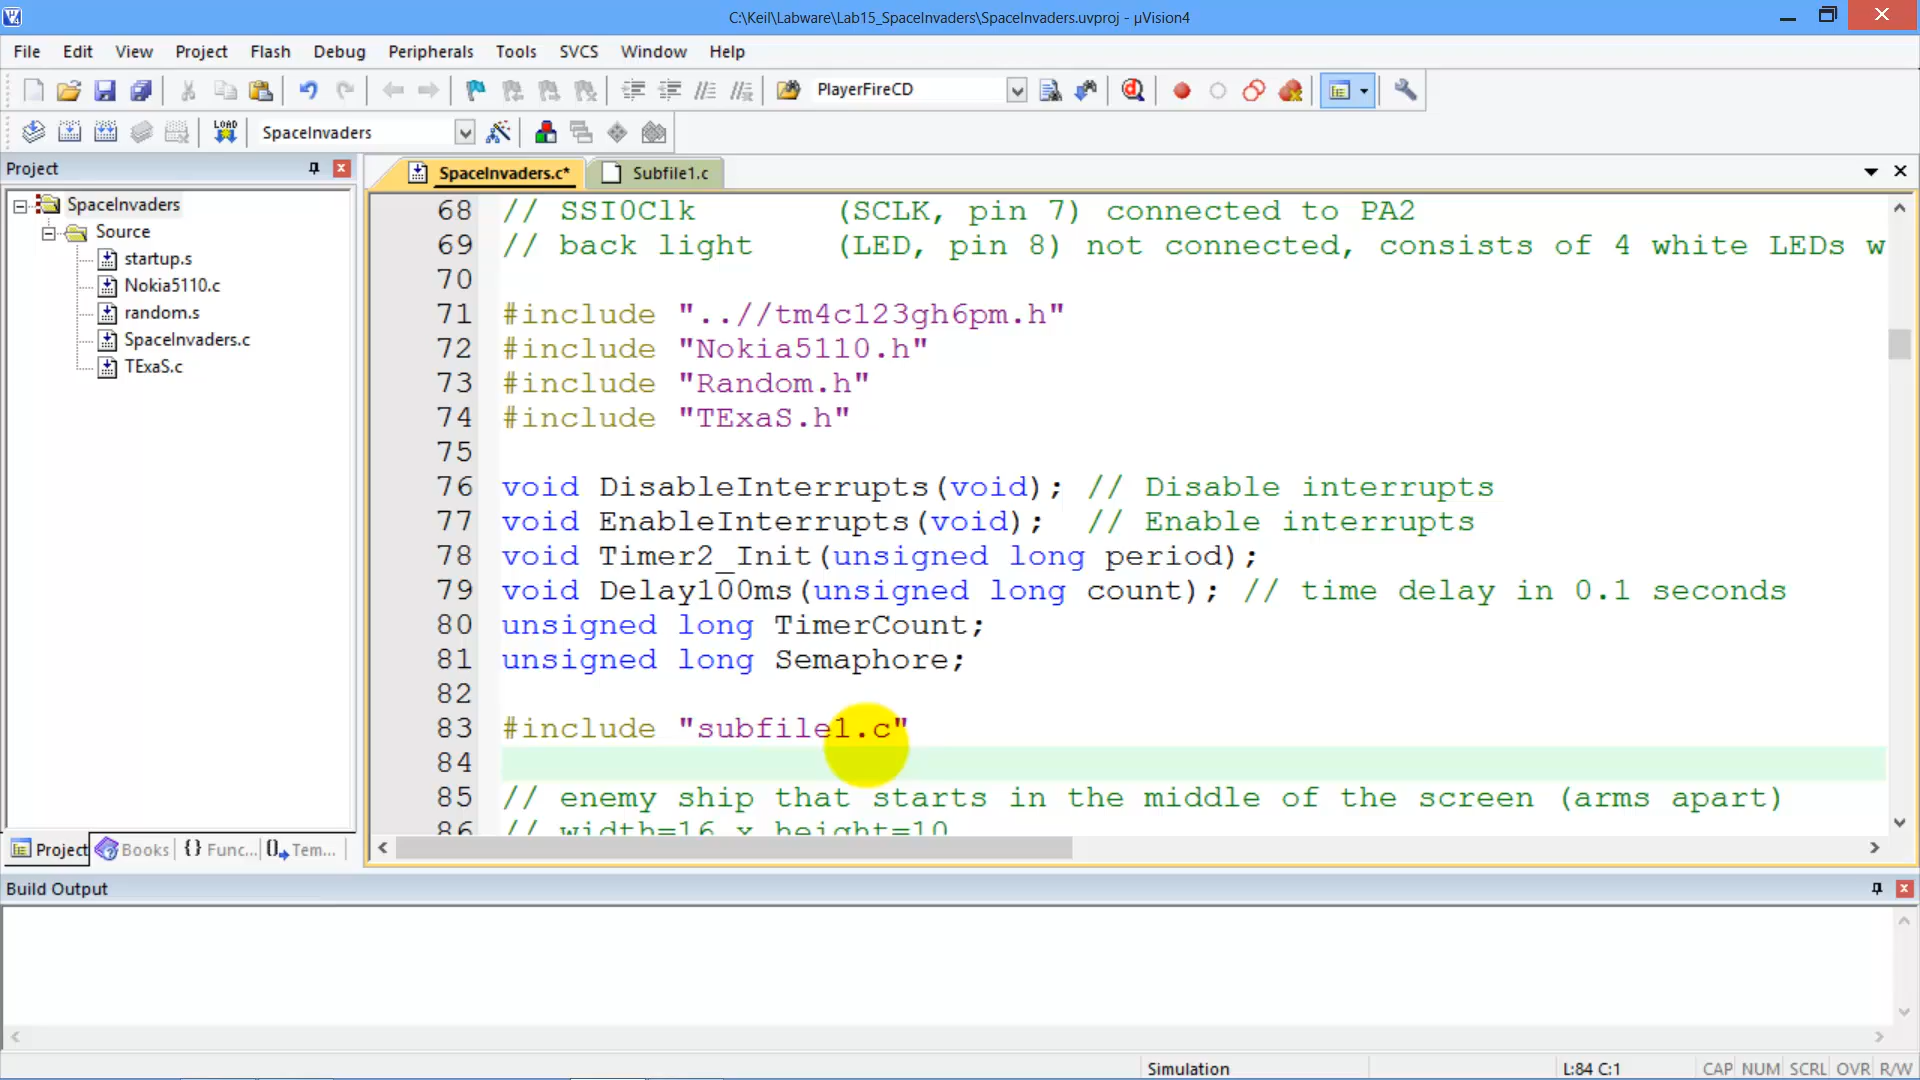 C:\Keil\Labware\Lab15_SpaceInvaders\SpaceInvaders.uvproj - µVision4
File Edit View Project Flash Debug Peripherals Tools SVCS Window Help
PlayerFireCD
LOAD SpaceInvaders
Project
SpaceInvaders
Source
startup.s
Nokia5110.c
random.s
SpaceInvaders.c
TExaS.c
Project Books {} Func... Tem...
SpaceInvaders.c* Subfile1.c
68 // SSI0Clk (SCLK, pin 7) connected to PA2
69 // back light (LED, pin 8) not connected, consists of 4 white LEDs w
70
71 #include "..//tm4c123gh6pm.h"
72 #include "Nokia5110.h"
73 #include "Random.h"
74 #include "TExaS.h"
75
76 void DisableInterrupts(void); // Disable interrupts
77 void EnableInterrupts(void); // Enable interrupts
78 void Timer2_Init(unsigned long period);
79 void Delay100ms(unsigned long count); // time delay in 0.1 seconds
80 unsigned long TimerCount;
81 unsigned long Semaphore;
82
83 #include "subfile1.c"
84
85 // enemy ship that starts in the middle of the screen (arms apart)
86 // width=16 x height=10
Build Output
Simulation L:84 C:1 CAP NUM SCRL OVR R/W